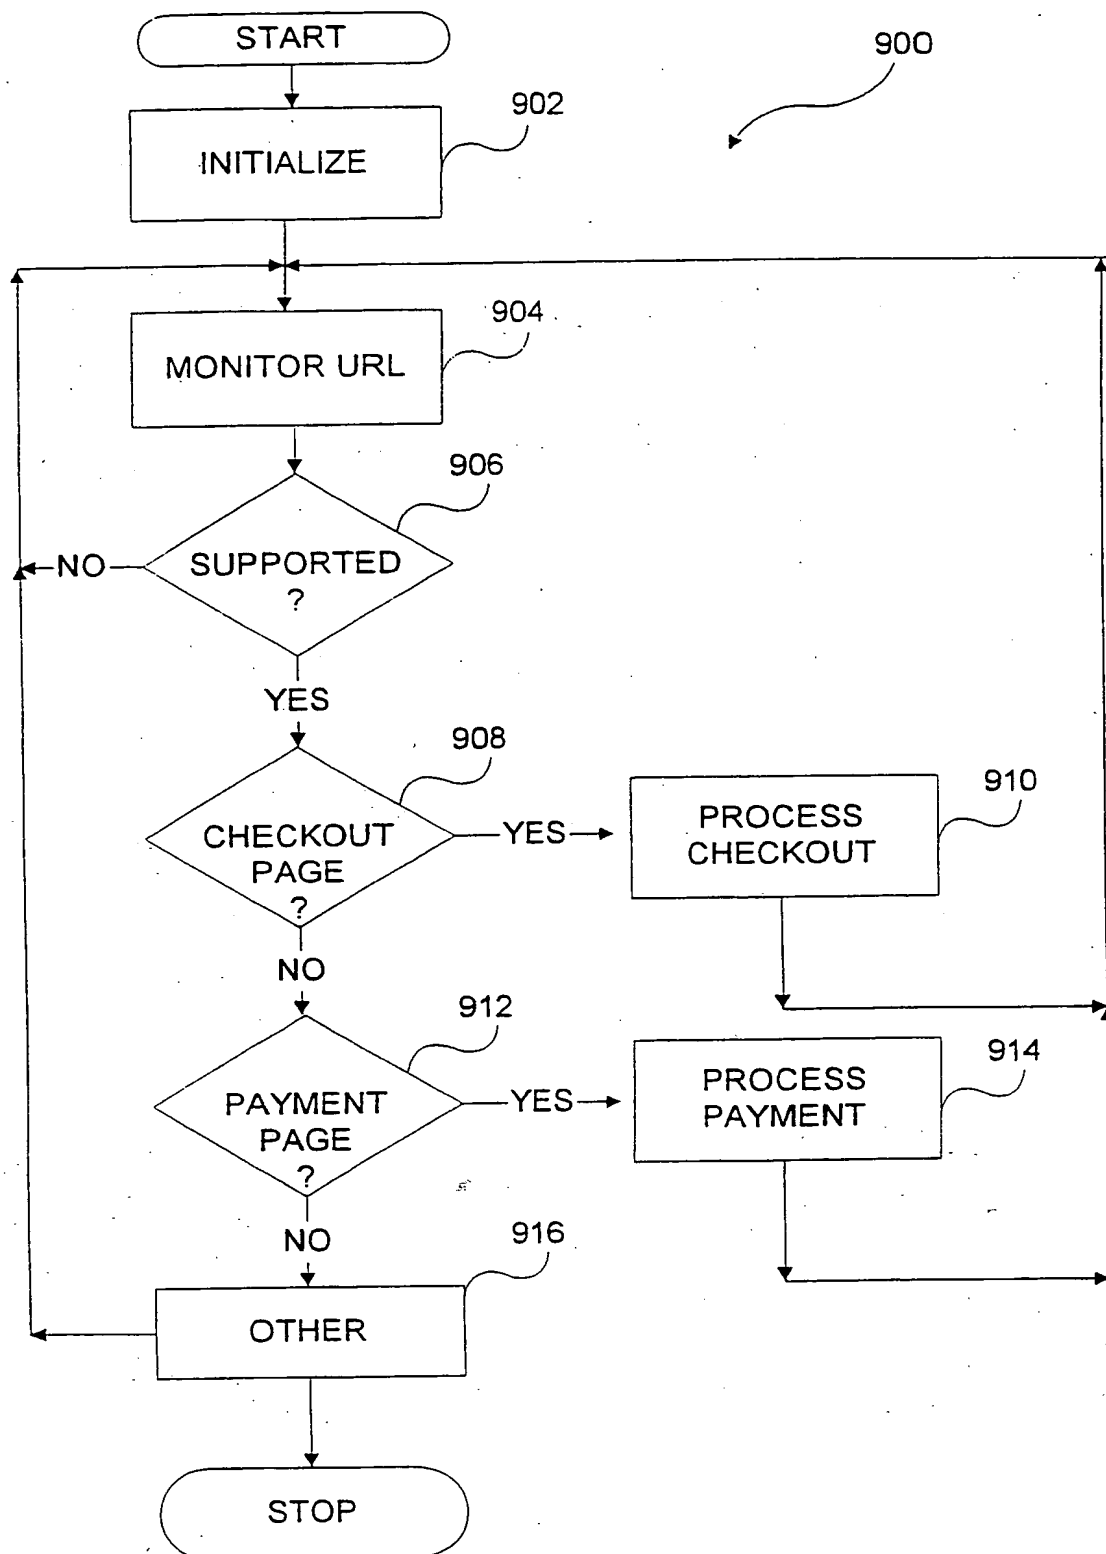 START
900
902
INITIALIZE
904
MONITOR URL
906
NO
SUPPORTED
?
YES
908
CHECKOUT
PAGE
?
YES
910
PROCESS
CHECKOUT
NO
912
PAYMENT
PAGE
?
YES
914
PROCESS
PAYMENT
NO
916
OTHER
STOP